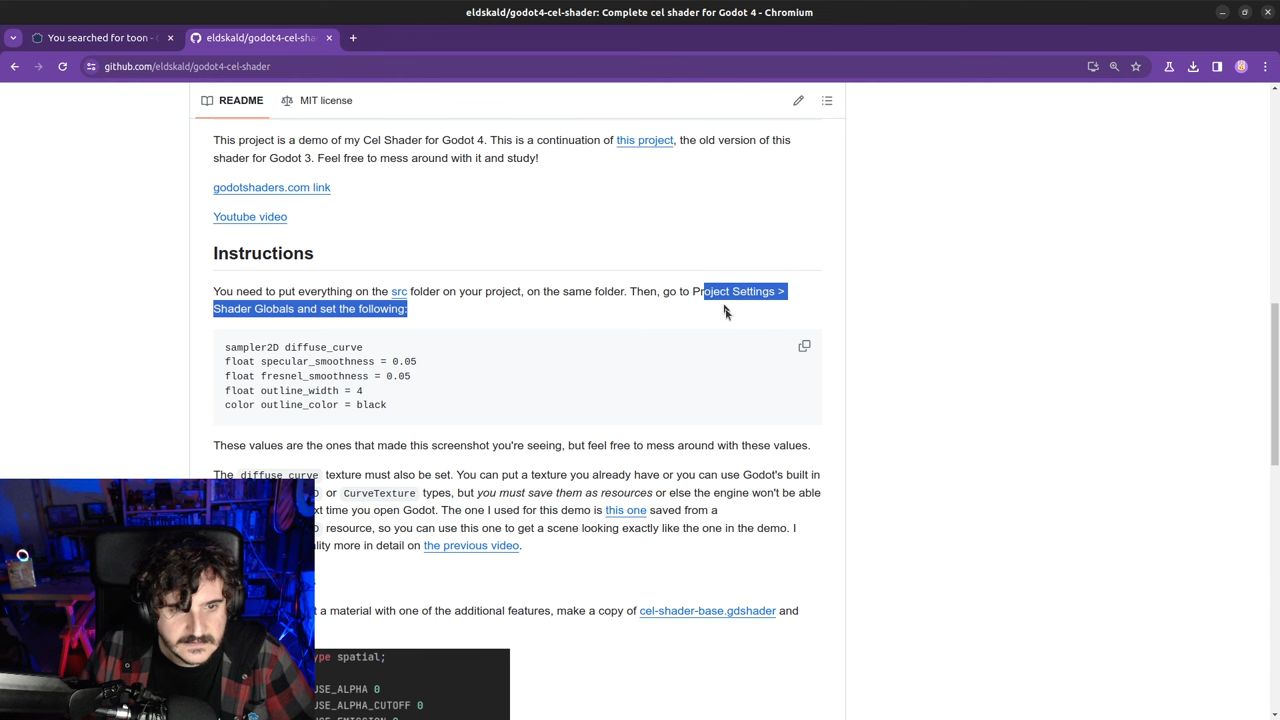 eldskald/godot4-cel-shader: Complete cel shader for Godot 4 - Chromium
You searched for toon -
eldskald/godot4-cel-sha
github.com/eldskald/godot4-cel-shader
README
MIT license
This project is a demo of my Cel Shader for Godot 4. This is a continuation of this project, the old version of this
shader for Godot 3. Feel free to mess around with it and study!
godotshaders.com link
Youtube video
Instructions
You need to put everything on the src folder on your project, on the same folder. Then, go to Project Settings >
Shader Globals and set the following:
sampler2D diffuse_curve
float specular_smoothness = 0.05
float fresnel_smoothness = 0.05
float outline_width = 4
color outline_color = black
These values are the ones that made this screenshot you're seeing, but feel free to mess around with these values.
The diffuse_curve texture must also be set. You can put a texture you already have or you can use Godot's built in
or CurveTexture types, but you must save them as resources or else the engine won't be able
xt time you open Godot. The one I used for this demo is this one saved from a
resource, so you can use this one to get a scene looking exactly like the one in the demo. I
lity more in detail on the previous video.
t a material with one of the additional features, make a copy of cel-shader-base.gdshader and
ype spatial;
USE_ALPHA 0
USE_ALPHA_CUTOFF 0
USE_EMISSION 0